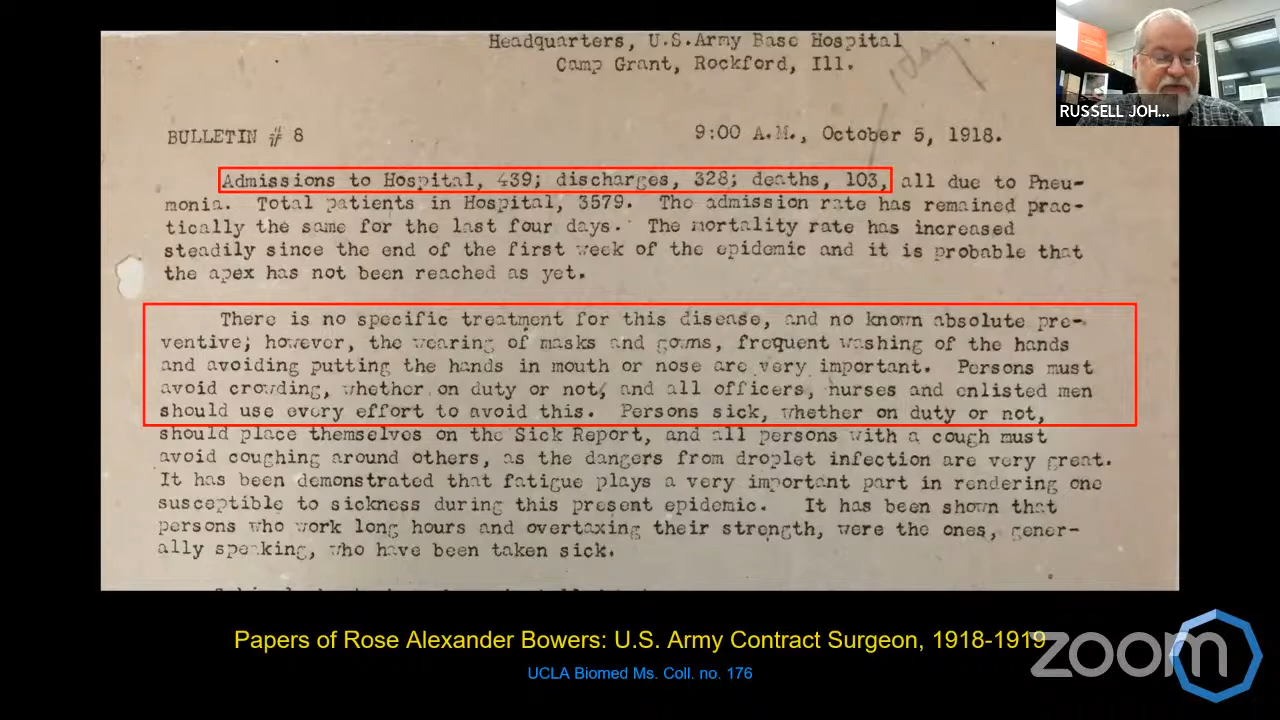 Headquarters, U.S.Army Base Hospital
Camp Grant, Rockford, Ill.
BULLETIN # 8
9:00 A.M., October 5, 1918.
Admissions to Hospital, 439; discharges, 328; deaths, 103, all due to Pneu-
monia. Total patients in Hospital, 3579. The admission rate has remained prac-
tically the same for the last four days. The mortality rate has increased
steadily since the end of the first week of the epidemic and it is probable that
the apex has not been reached as yet.
There is no specific treatment for this disease, and no known absolute pre-
ventive; however, the wearing of masks and gowns, frequent washing of the hands
and avoiding putting the hands in mouth or nose are very important. Persons must
avoid crowding, whether on duty or not, and all officers, nurses and enlisted men
should use every effort to avoid this. Persons sick, whether on duty or not,
should place themselves on the Sick Report, and all persons with a cough must
avoid coughing around others, as the dangers from droplet infection are very great.
It has been demonstrated that fatigue plays a very important part in rendering one
susceptible to sickness during this present epidemic. It has been shown that
persons who work long hours and overtaxing their strength, were the ones, gener-
ally speaking, who have been taken sick.
RUSSELL JOH...
Papers of Rose Alexander Bowers: U.S. Army Contract Surgeon, 1918-1919
UCLA Biomed Ms. Coll. no. 176
zoom